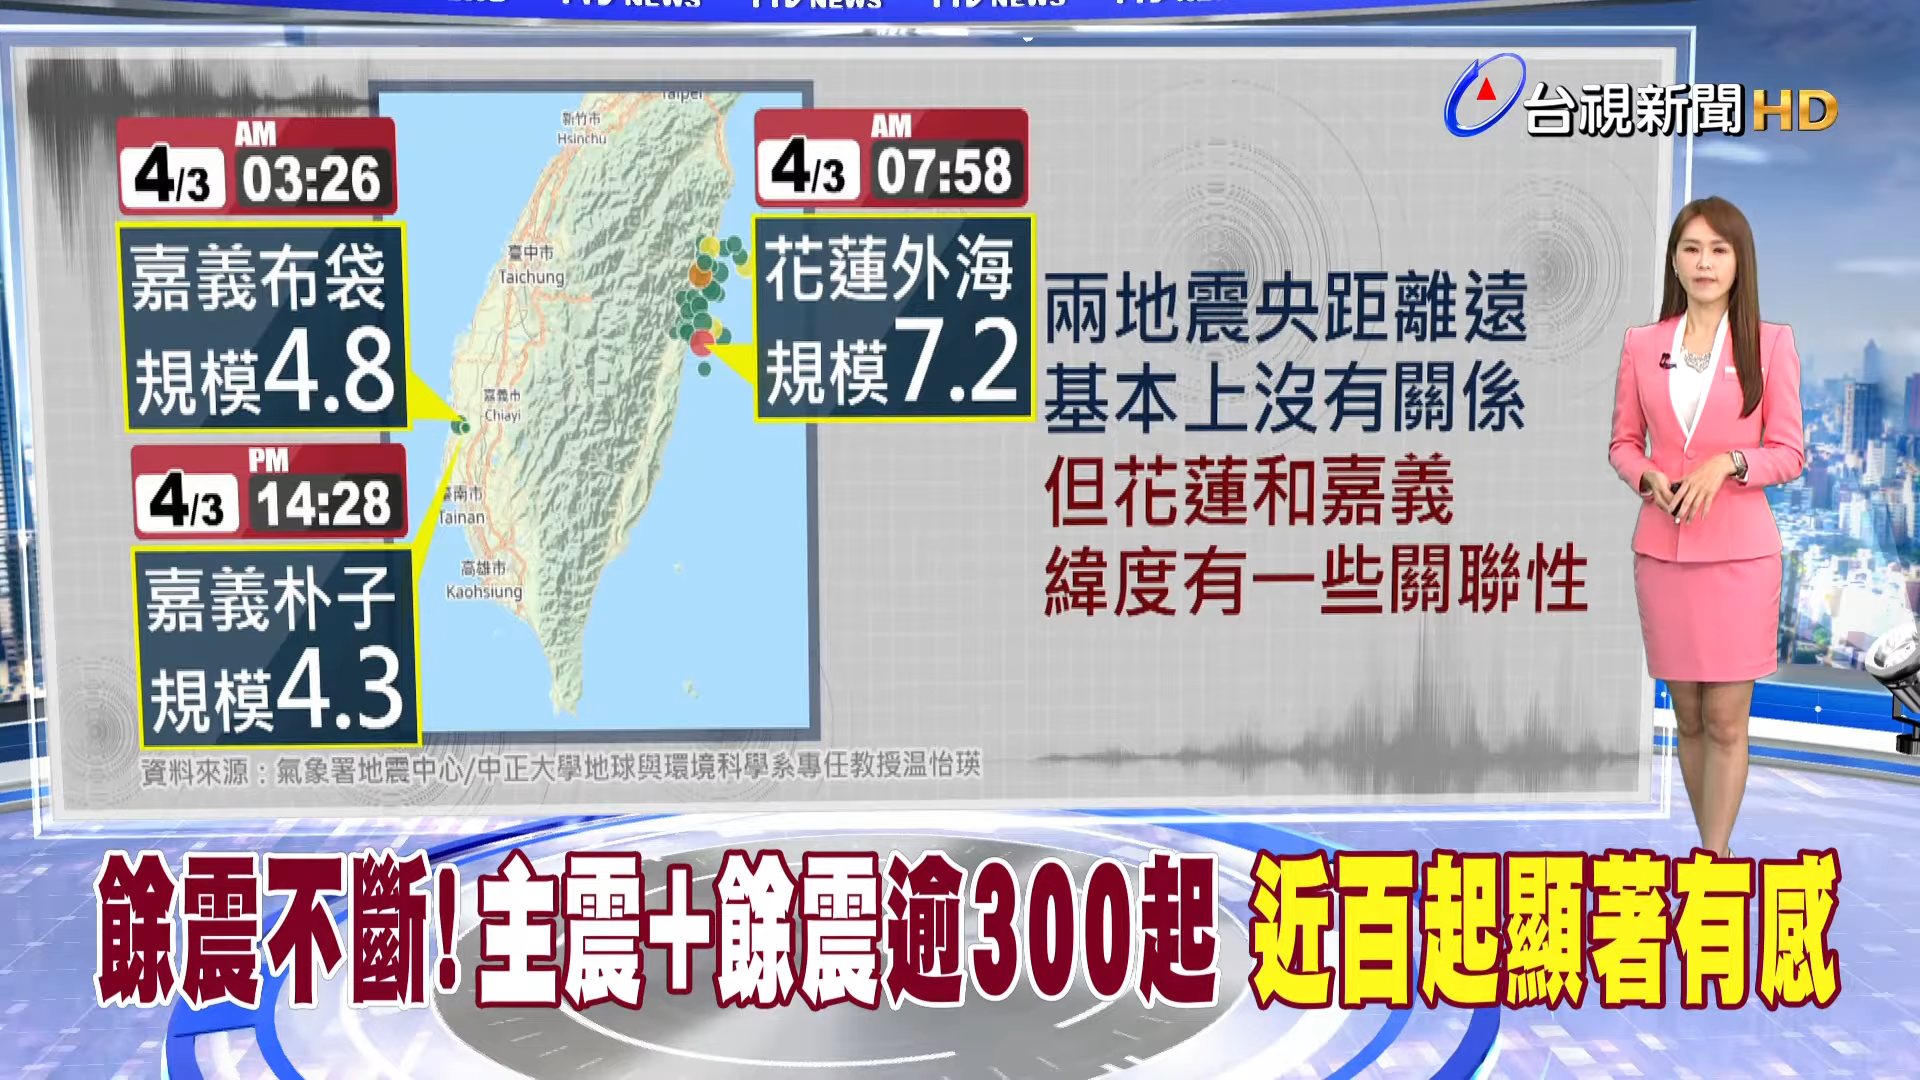 TTV NEWS
TTV NEWS
TTV NEWS
台視新聞HD
AM
4/3 03:26
嘉義布袋
規模4.8
PM
4/3 14:28
嘉義朴子
規模4.3
AM
4/3 07:58
花蓮外海
規模7.2
Taipei
新竹市
Hsinchu
臺中市
Taichung
嘉義市
Chiayi
臺南市
Tainan
高雄市
Kaohsiung
兩地震央距離遠
基本上沒有關係
但花蓮和嘉義
緯度有一些關聯性
資料來源：氣象署地震中心/中正大學地球與環境科學系專任教授溫怡瑛
餘震不斷!主震+餘震逾300起 近百起顯著有感